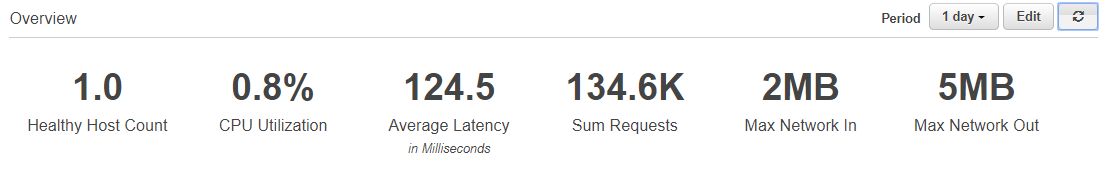 Overview
Period 1 day Edit
1.0 0.8% 124.5 134.6K 2MB 5MB
Healthy Host Count CPU Utilization Average Latency Sum Requests Max Network In Max Network Out
in Milliseconds